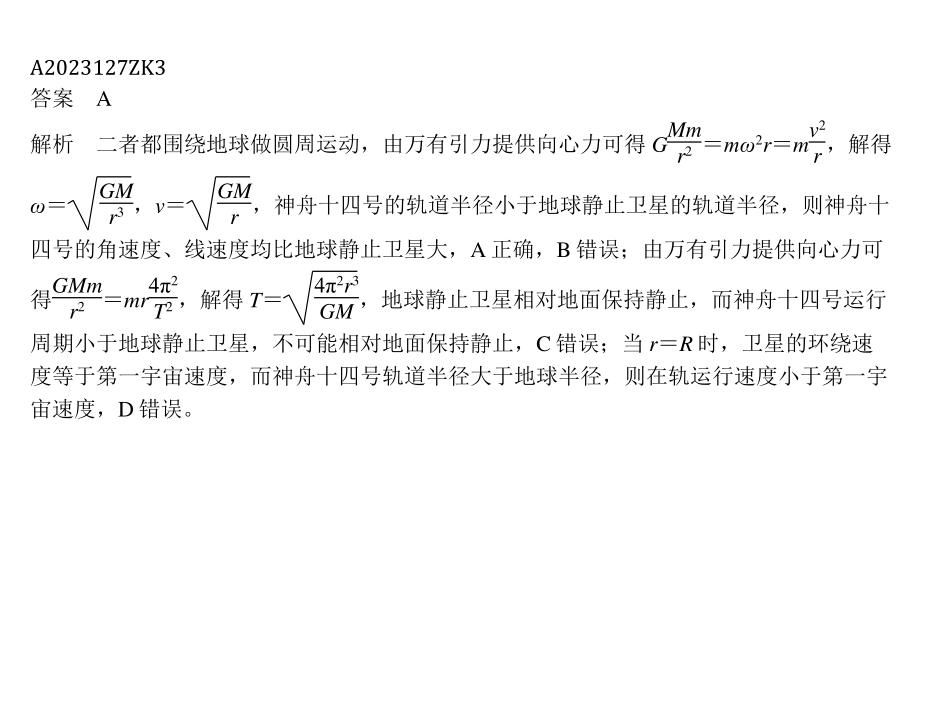 A2023127ZK3
答案　A
解析　二者都围绕地球做圆周运动，由万有引力提供向心力可得 G\frac{Mm}{r^2}＝mω²r＝m\frac{v^2}{r}，解得
ω＝\sqrt{\frac{GM}{r^3}}，v＝\sqrt{\frac{GM}{r}}，神舟十四号的轨道半径小于地球静止卫星的轨道半径，则神舟十
四号的角速度、线速度均比地球静止卫星大，A 正确，B 错误；由万有引力提供向心力可
得\frac{GMm}{r^2}＝mr\frac{4π^2}{T^2}，解得 T＝\sqrt{\frac{4π^2r^3}{GM}}，地球静止卫星相对地面保持静止，而神舟十四号运行
周期小于地球静止卫星，不可能相对地面保持静止，C 错误；当 r＝R 时，卫星的环绕速
度等于第一宇宙速度，而神舟十四号轨道半径大于地球半径，则在轨运行速度小于第一宇
宙速度，D 错误。